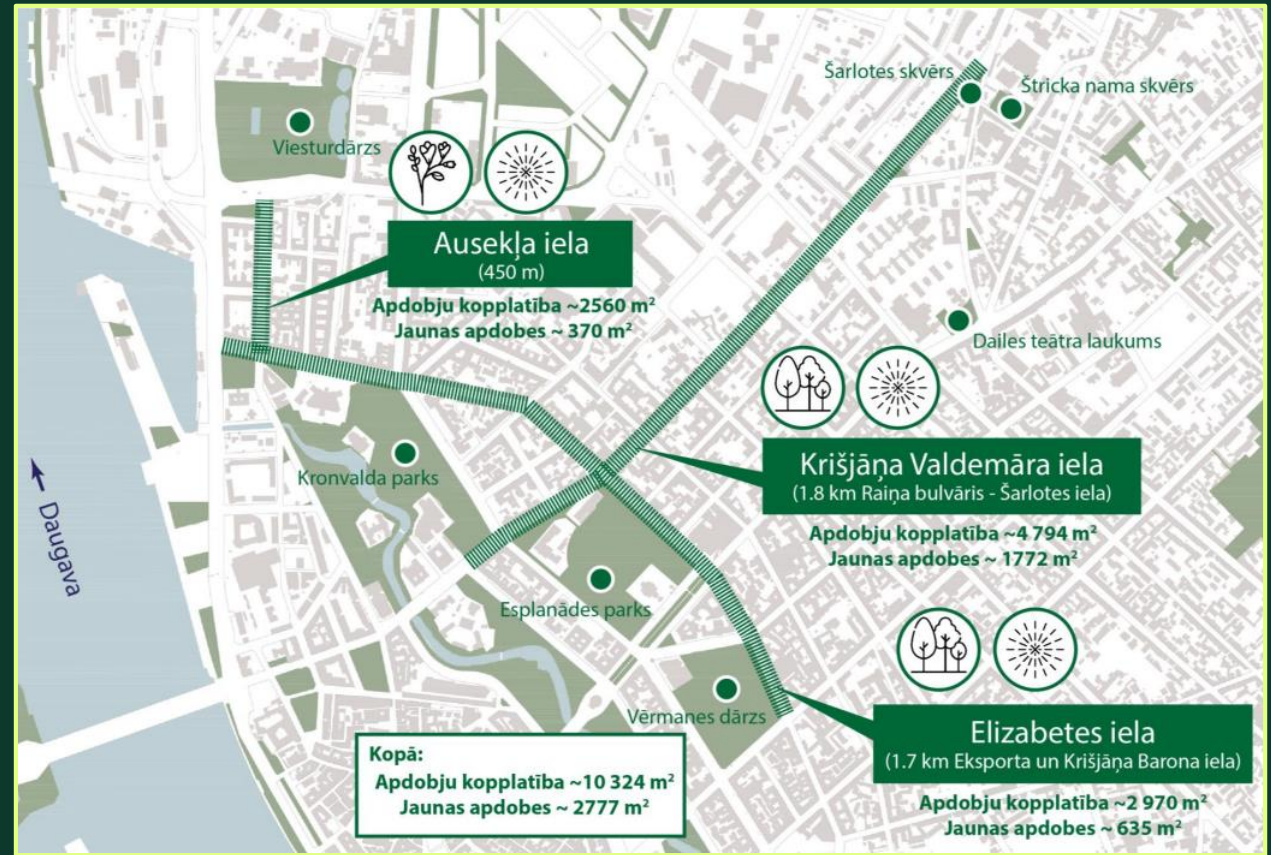 Šarlotes skvērs
Štricka nama skvērs
Viesturdārzs
Ausekļa iela
(450 m)
Apdobju kopplatība ~2560 m²
Jaunas apdobes ~ 370 m²
Dailes teātra laukums
Krišjāņa Valdemāra iela
(1.8 km Raiņa bulvāris - Šarlotes iela)
Apdobju kopplatība ~4 794 m²
Jaunas apdobes ~ 1772 m²
Kronvalda parks
Daugava
Esplanādes parks
Vērmanes dārzs
Elizabetes iela
(1.7 km Eksporta un Krišjāņa Barona iela)
Apdobju kopplatība ~2 970 m²
Jaunas apdobes ~ 635 m²
Kopā:
Apdobju kopplatība ~10 324 m²
Jaunas apdobes ~ 2777 m²